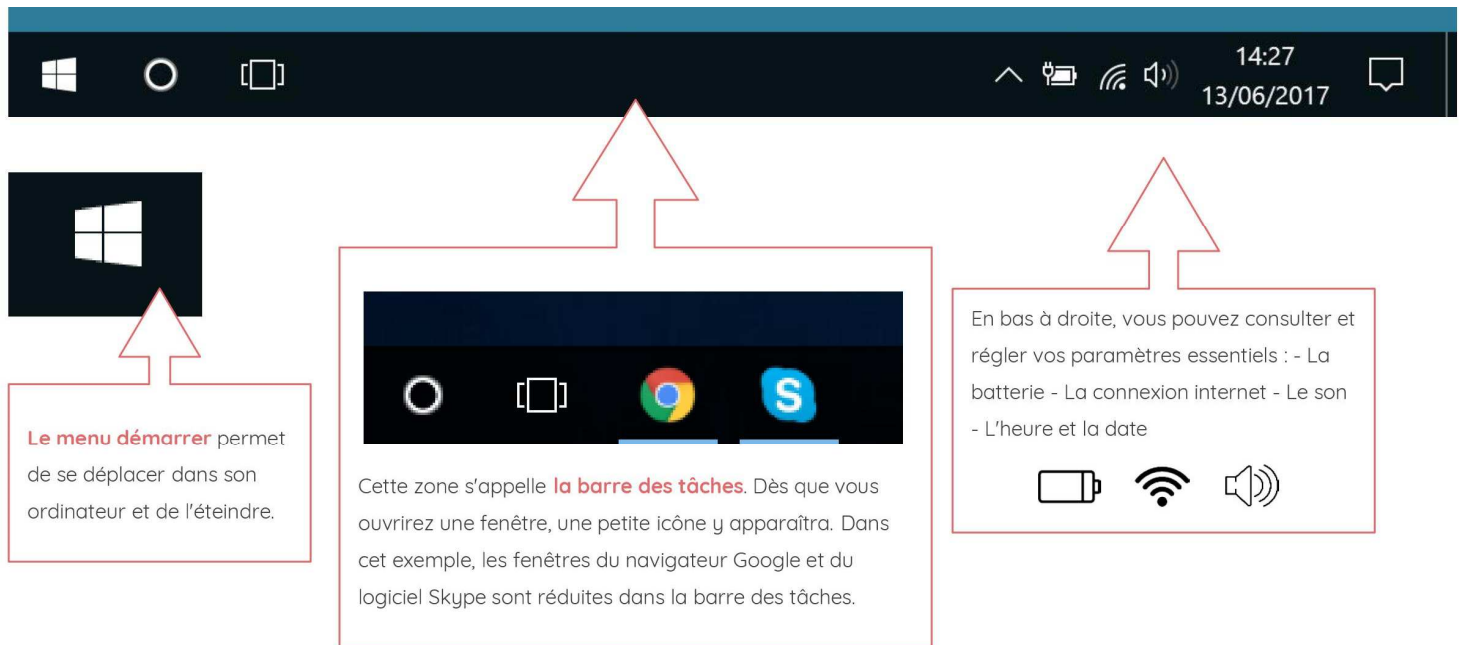 14:27
13/06/2017
Le menu démarrer permet
de se déplacer dans son
ordinateur et de l'éteindre.
S
Cette zone s'appelle la barre des tâches. Dès que vous
ouvrirez une fenêtre, une petite icône y apparaîtra. Dans
cet exemple, les fenêtres du navigateur Google et du
logiciel Skype sont réduites dans la barre des tâches.
En bas à droite, vous pouvez consulter et
régler vos paramètres essentiels : - La
batterie - La connexion internet - Le son
- L'heure et la date